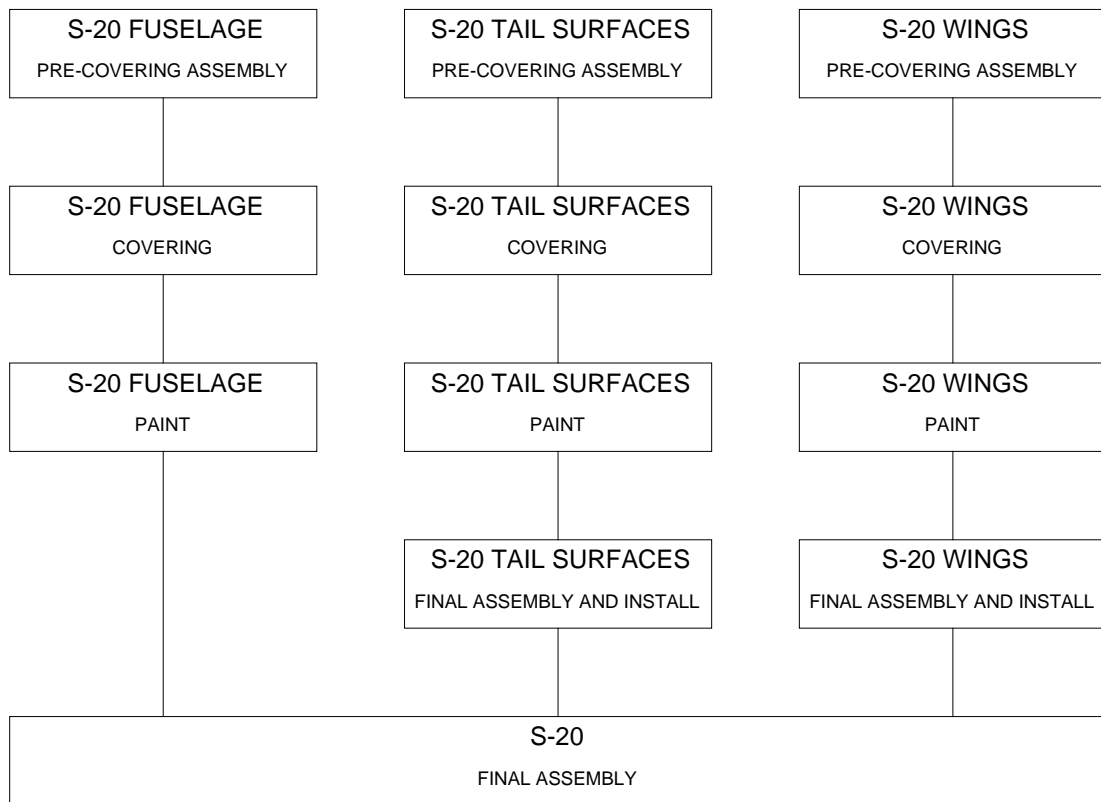 S-20 FUSELAGE
PRE-COVERING ASSEMBLY
S-20 TAIL SURFACES
PRE-COVERING ASSEMBLY
S-20 WINGS
PRE-COVERING ASSEMBLY
S-20 FUSELAGE
COVERING
S-20 TAIL SURFACES
COVERING
S-20 WINGS
COVERING
S-20 FUSELAGE
PAINT
S-20 TAIL SURFACES
PAINT
S-20 WINGS
PAINT
S-20 TAIL SURFACES
FINAL ASSEMBLY AND INSTALL
S-20 WINGS
FINAL ASSEMBLY AND INSTALL
S-20
FINAL ASSEMBLY